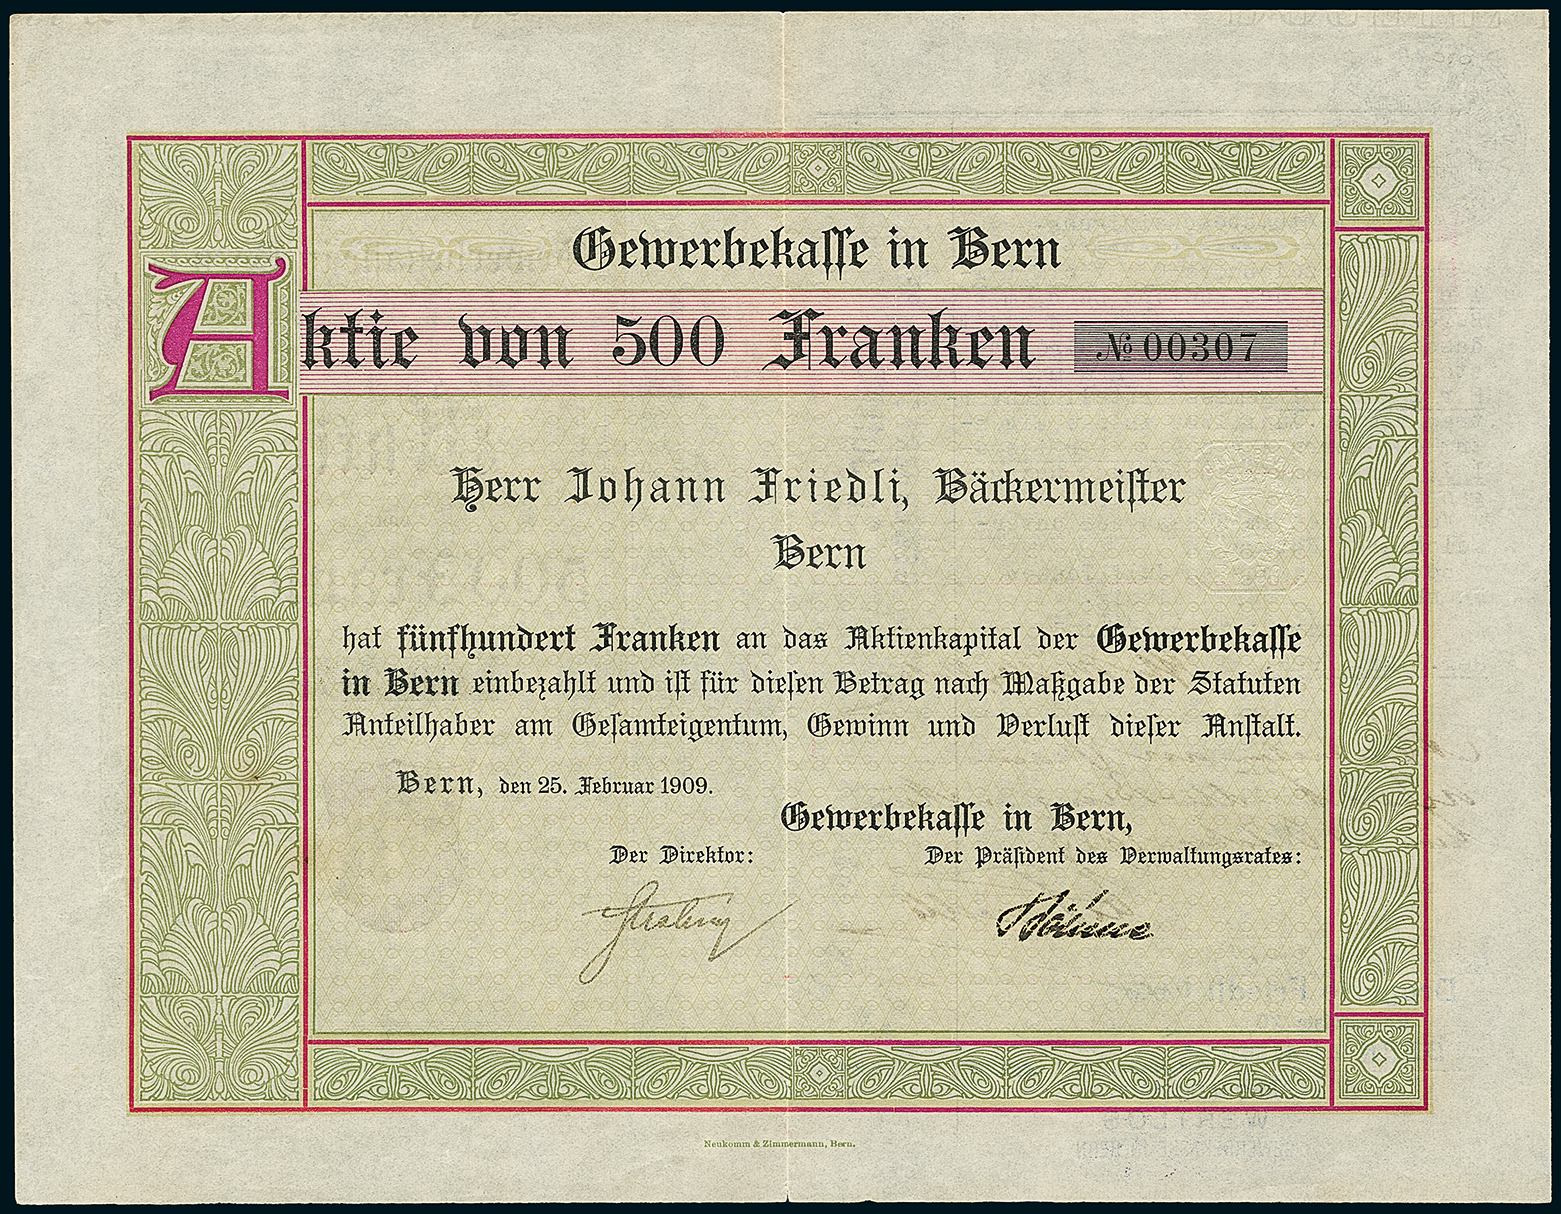 Gewerbekasse in Bern
Aktie von 500 Franken № 00307
Herr Johann Friedli, Bäckermeister
Bern
hat fünfhundert Franken an das Aktienkapital der Gewerbekasse
in Bern einbezahlt und ist für diesen Betrag nach Maßgabe der Statuten
Anteilhaber am Gesamteigentum, Gewinn und Verlust dieser Anstalt.
Bern, den 25. Februar 1909.
Gewerbekasse in Bern,
Der Direktor: Der Präsident des Verwaltungsrates:
Neukomm & Zimmermann, Bern.